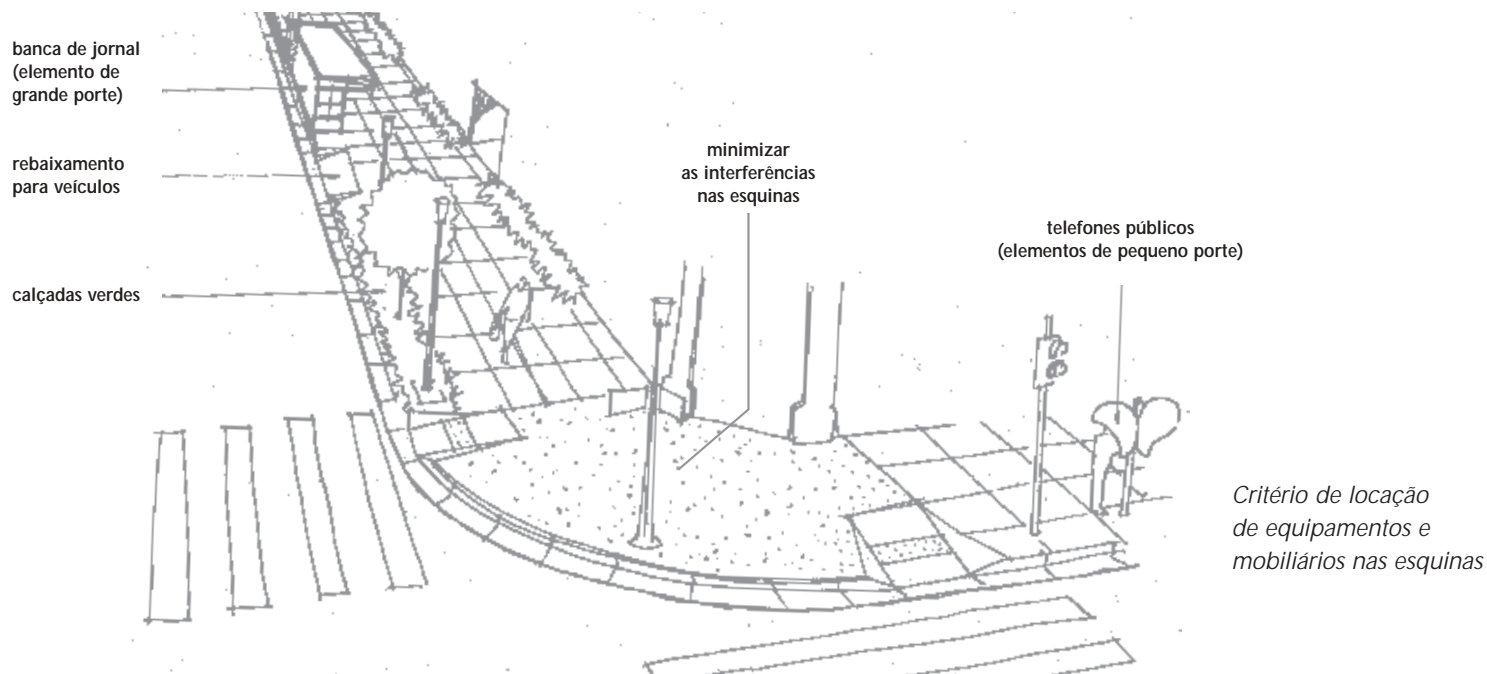 banca de jornal
(elemento de
grande porte)
rebaixamento
para veículos
calçadas verdes
minimizar
as interferências
nas esquinas
telefones públicos
(elementos de pequeno porte)
Critério de locação
de equipamentos e
mobiliários nas esquinas